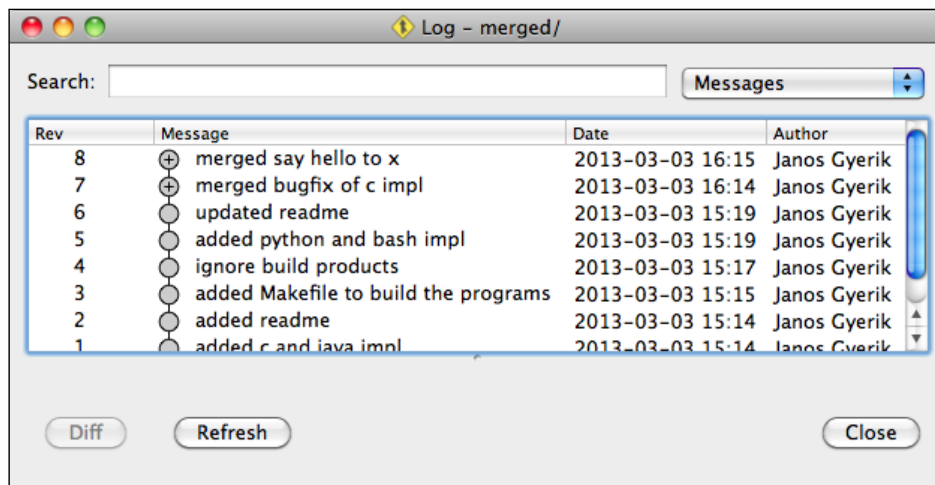 Log – merged/
Search: Messages
Rev Message Date Author
8 merged say hello to x 2013-03-03 16:15 Janos Gyerik
7 merged bugfix of c impl 2013-03-03 16:14 Janos Gyerik
6 updated readme 2013-03-03 15:19 Janos Gyerik
5 added python and bash impl 2013-03-03 15:19 Janos Gyerik
4 ignore build products 2013-03-03 15:17 Janos Gyerik
3 added Makefile to build the programs 2013-03-03 15:15 Janos Gyerik
2 added readme 2013-03-03 15:14 Janos Gyerik
1 added c and java impl 2013-03-03 15:14 Janos Gyerik
Diff Refresh Close